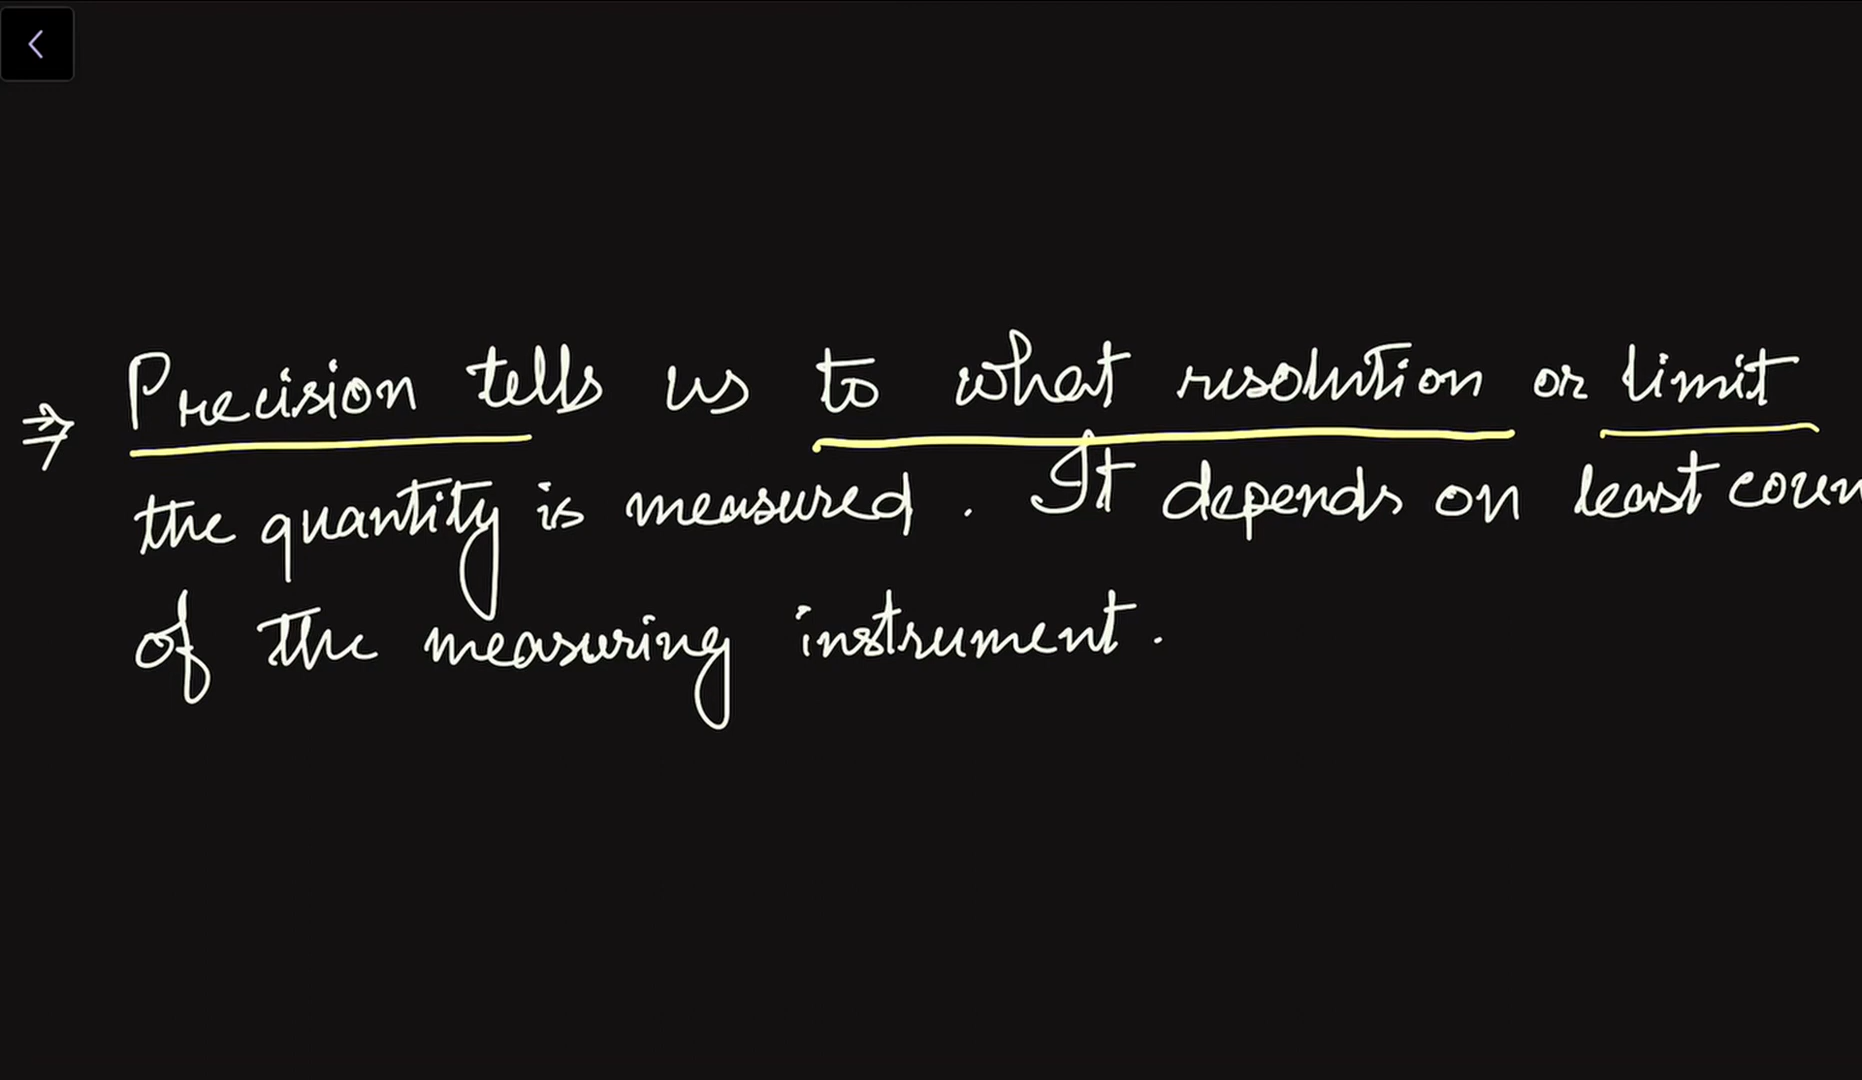 ⇒ Precision tells us to what resolution or limit
the quantity is measured. It depends on least coun
of the measuring instrument.